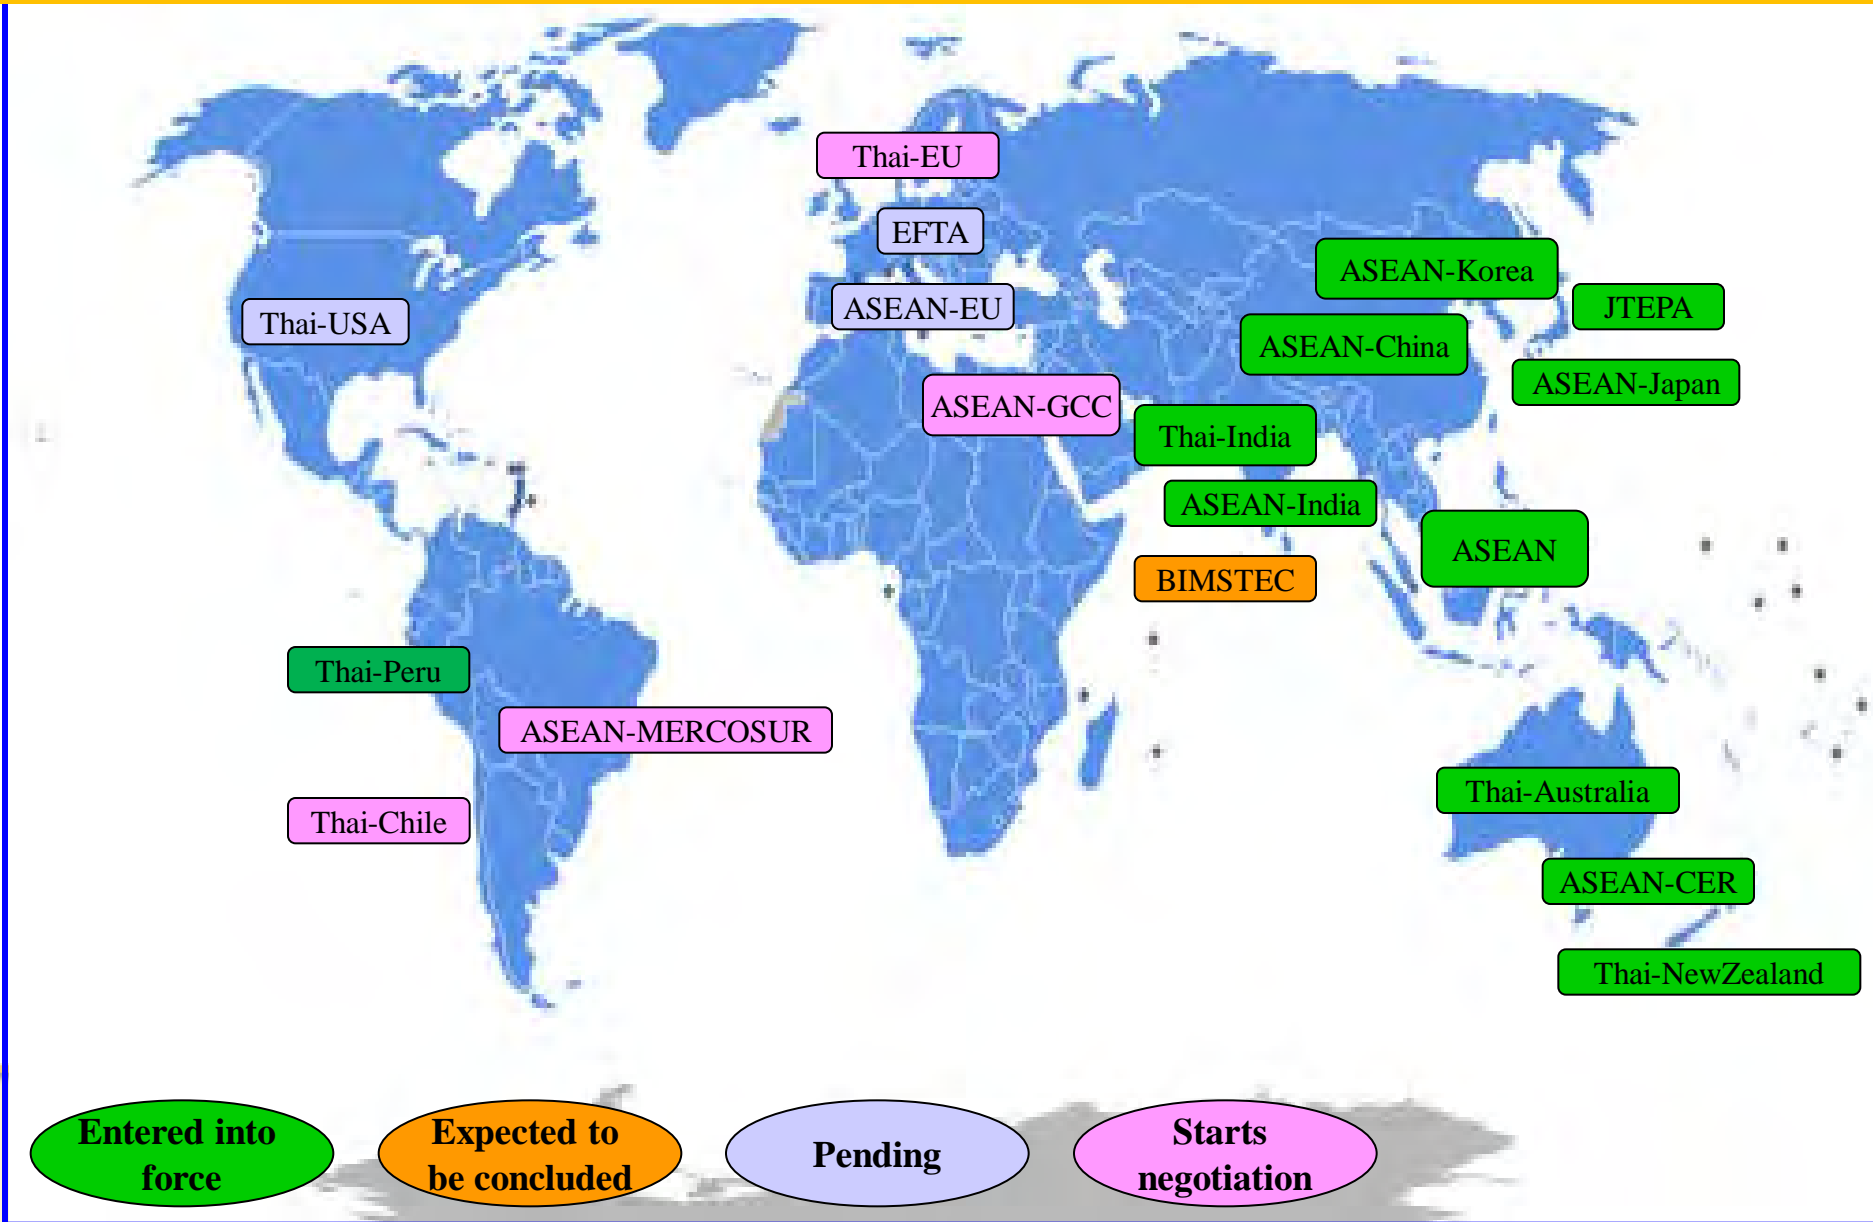 Thai-EU
EFTA
ASEAN-Korea
ASEAN-EU
JTEPA
Thai-USA
ASEAN-China
ASEAN-Japan
ASEAN-GCC
Thai-India
ASEAN-India
ASEAN
BIMSTEC
Thai-Peru
ASEAN-MERCOSUR
Thai-Australia
Thai-Chile
ASEAN-CER
Thai-NewZealand
Entered into
force
Expected to
be concluded
Pending
Starts
negotiation